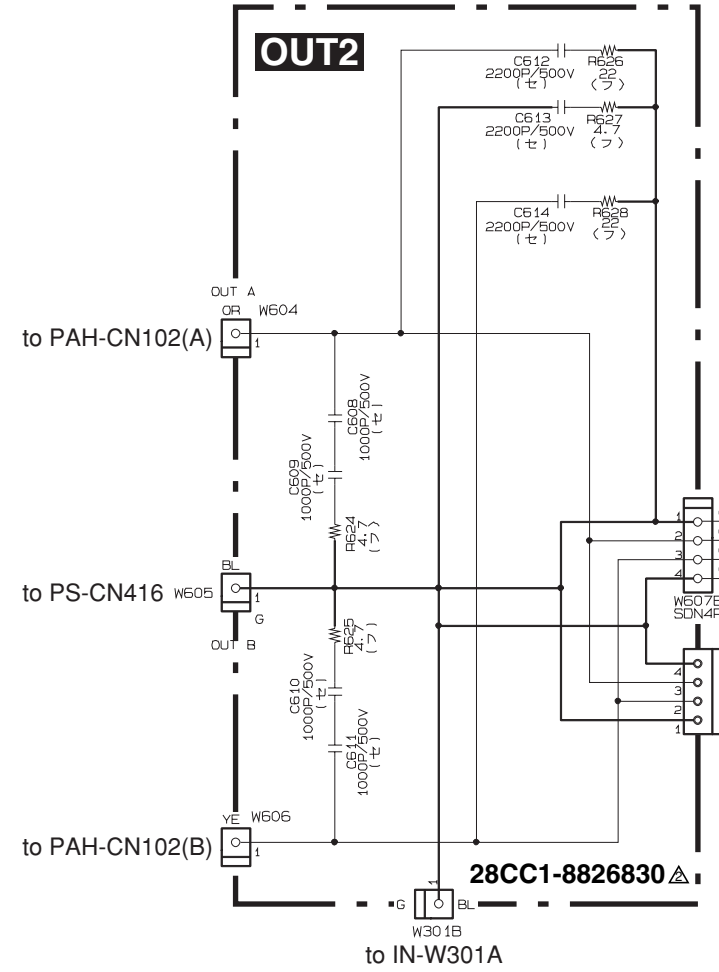 OUT2
C612
2200P/500V
(セ)
R626
22
(フ)
C613
2200P/500V
(セ)
R627
4.7
(フ)
C614
2200P/500V
(セ)
R628
22
(フ)
OUT A
OR W604
to PAH-CN102(A)
1
C608
1000P/500V
(セ)
C609
1000P/500V
(セ)
R624
4.7
(フ)
BL
to PS-CN416 W605
1
G
OUT B
R625
4.7
(フ)
C610
1000P/500V
(セ)
C611
1000P/500V
(セ)
1
2
3
4
W607B
SDN4P
4
3
2
1
YE W606
to PAH-CN102(B)
1
28CC1-8826830 2
1
G BL
W301B
to IN-W301A